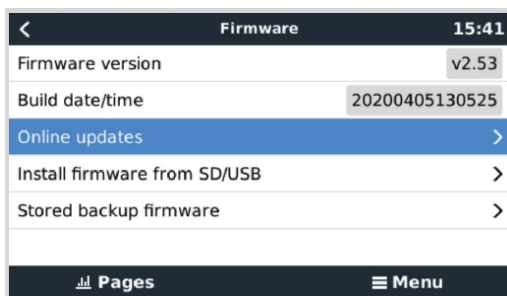 Firmware 15:41
Firmware version v2.53
Build date/time 20200405130525
Online updates
Install firmware from SD/USB
Stored backup firmware
Pages Menu